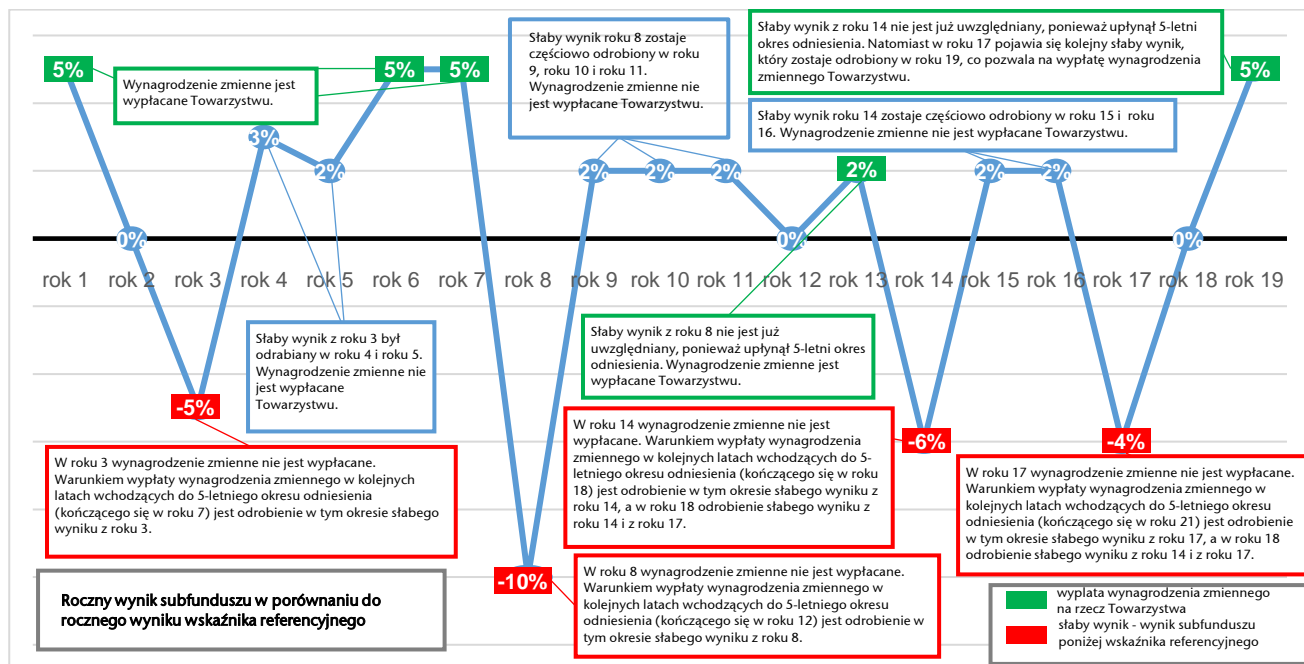 Słaby wynik z roku 14 nie jest już uwzględniany, ponieważ upłynął 5-letni
okres odniesienia. Natomiast w roku 17 pojawia się kolejny słaby wynik,
który zostaje odrobiony w roku 19, co pozwala na wypłatę wynagrodzenia
zmiennego Towarzystwu.
Słaby wynik roku 8 zostaje
częściowo odrobiony w roku
9, roku 10 i roku 11.
Wynagrodzenie zmienne nie
jest wypłacane Towarzystwu.
Wynagrodzenie zmienne jest
wypłacane Towarzystwu.
Słaby wynik roku 14 zostaje częściowo odrobiony w roku 15 i roku
16. Wynagrodzenie zmienne nie jest wypłacane Towarzystwu.
5%
0%
-5%
3%
2%
5%
5%
-10%
2%
2%
2%
0%
2%
-6%
2%
2%
-4%
0%
5%
rok 1 rok 2 rok 3 rok 4 rok 5 rok 6 rok 7 rok 8 rok 9 rok 10 rok 11 rok 12 rok 13 rok 14 rok 15 rok 16 rok 17 rok 18 rok 19
Słaby wynik z roku 3 był
odrabiany w roku 4 i roku 5.
Wynagrodzenie zmienne nie
jest wypłacane
Towarzystwu.
Słaby wynik z roku 8 nie jest już
uwzględniany, ponieważ upłynął 5-letni okres
odniesienia. Wynagrodzenie zmienne jest
wypłacane Towarzystwu.
W roku 3 wynagrodzenie zmienne nie jest wypłacane.
Warunkiem wypłaty wynagrodzenia zmiennego w kolejnych
latach wchodzących do 5-letniego okresu odniesienia
(kończącego się w roku 7) jest odrobienie w tym okresie słabego
wyniku z roku 3.
W roku 14 wynagrodzenie zmienne nie jest
wypłacane. Warunkiem wypłaty wynagrodzenia
zmiennego w kolejnych latach wchodzących do 5-
letniego okresu odniesienia (kończącego się w roku
18) jest odrobienie w tym okresie słabego wyniku z
roku 14, a w roku 18 odrobienie słabego wyniku z
roku 14 i z roku 17.
W roku 17 wynagrodzenie zmienne nie jest wypłacane.
Warunkiem wypłaty wynagrodzenia zmiennego w
kolejnych latach wchodzących do 5-letniego okresu
odniesienia (kończącego się w roku 21) jest odrobienie
w tym okresie słabego wyniku z roku 17, a w roku 18
odrobienie słabego wyniku z roku 14 i z roku 17.
W roku 8 wynagrodzenie zmienne nie jest wypłacane.
Warunkiem wypłaty wynagrodzenia zmiennego w
kolejnych latach wchodzących do 5-letniego okresu
odniesienia (kończącego się w roku 12) jest odrobienie w
tym okresie słabego wyniku z roku 8.
Roczny wynik subfunduszu w porównaniu do
rocznego wyniku wskaźnika referencyjnego
wyplata wynagrodzenia zmiennego
na rzecz Towarzystwa
słaby wynik - wynik subfunduszu
poniżej wskaźnika referencyjnego